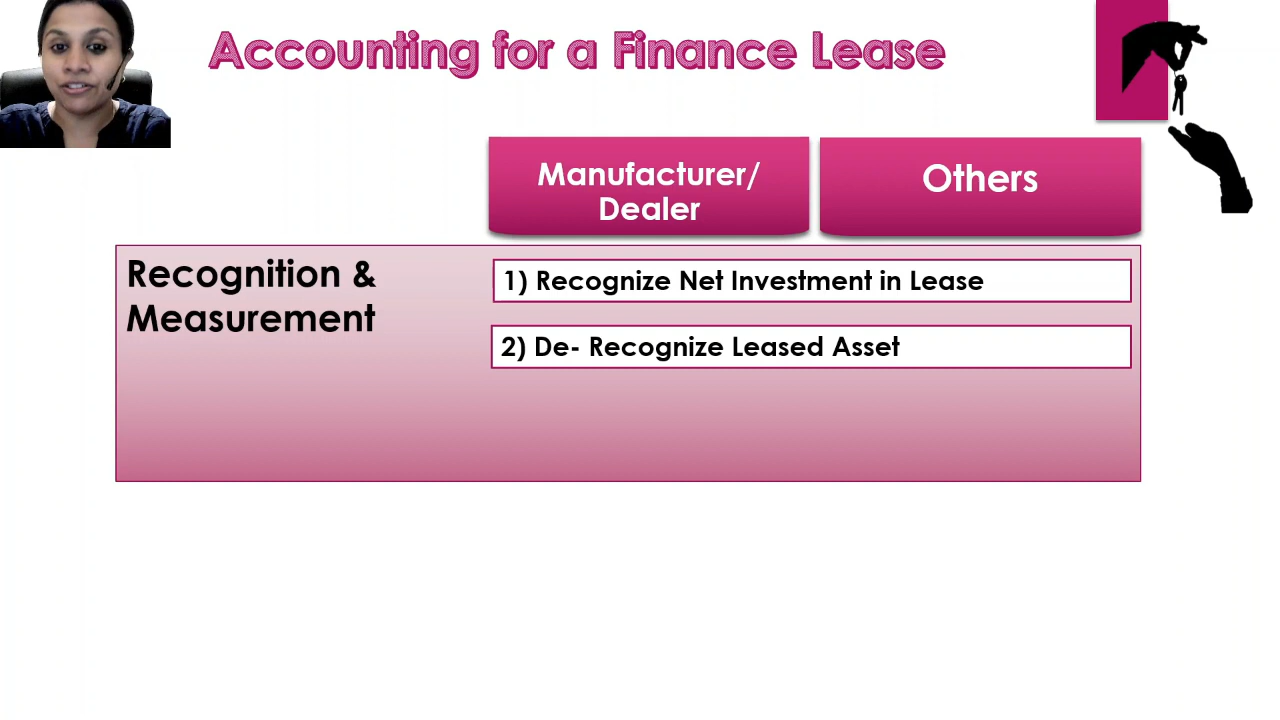 Accounting for a Finance Lease
Manufacturer/
Dealer
Others
Recognition &
Measurement
1) Recognize Net Investment in Lease
2) De- Recognize Leased Asset